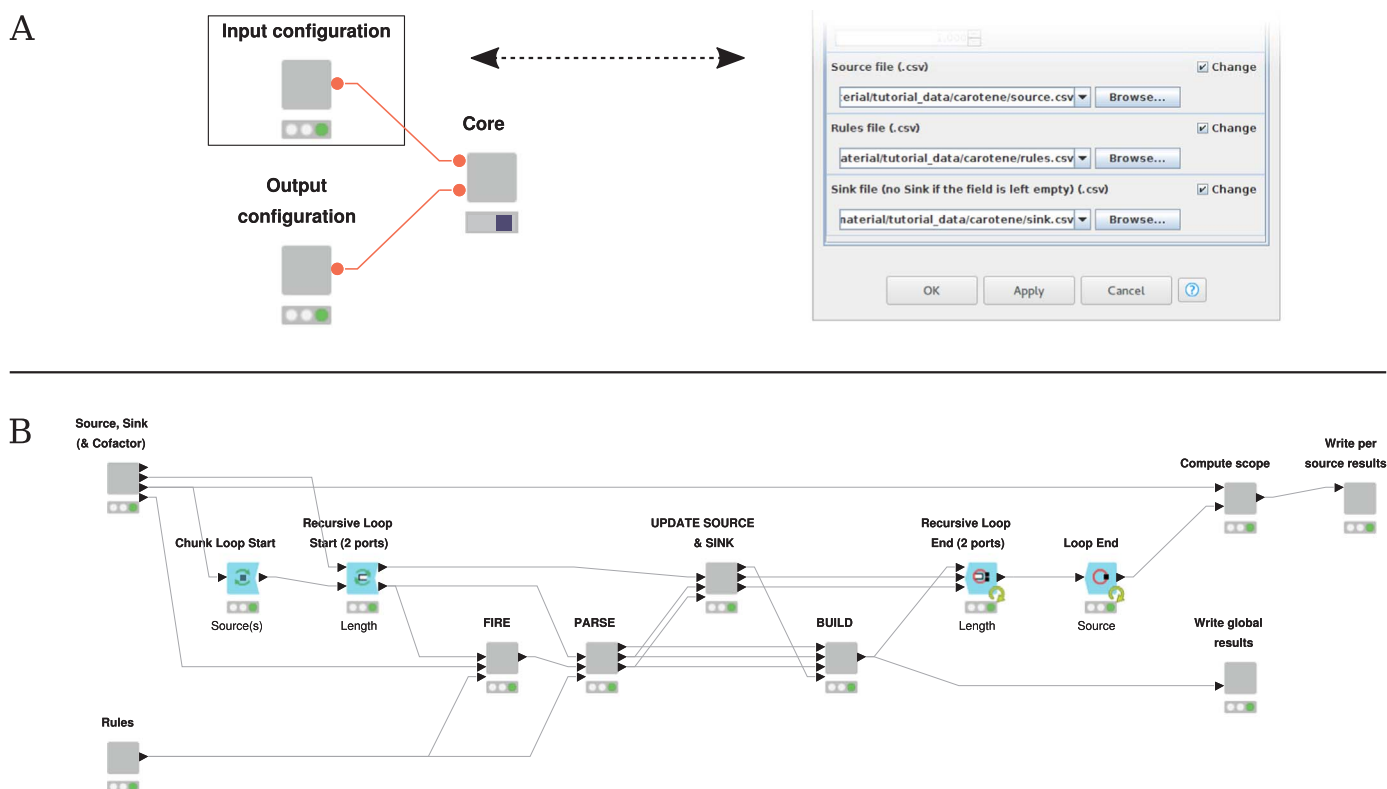 A
Input configuration
Core
Output
configuration
Source file (.csv)
Change
:erial/tutorial_data/carotene/source.csv
Browse...
Rules file (.csv)
Change
aterial/tutorial_data/carotene/rules.csv
Browse...
Sink file (no Sink if the field is left empty) (.csv)
Change
naterial/tutorial_data/carotene/sink.csv
Browse...
OK
Apply
Cancel
?
B
Source, Sink
(& Cofactor)
Chunk Loop Start
Source(s)
Recursive Loop
Start (2 ports)
Length
FIRE
PARSE
UPDATE SOURCE
& SINK
BUILD
Recursive Loop
End (2 ports)
Length
Loop End
Source
Compute scope
Write per
source results
Write global
results
Rules